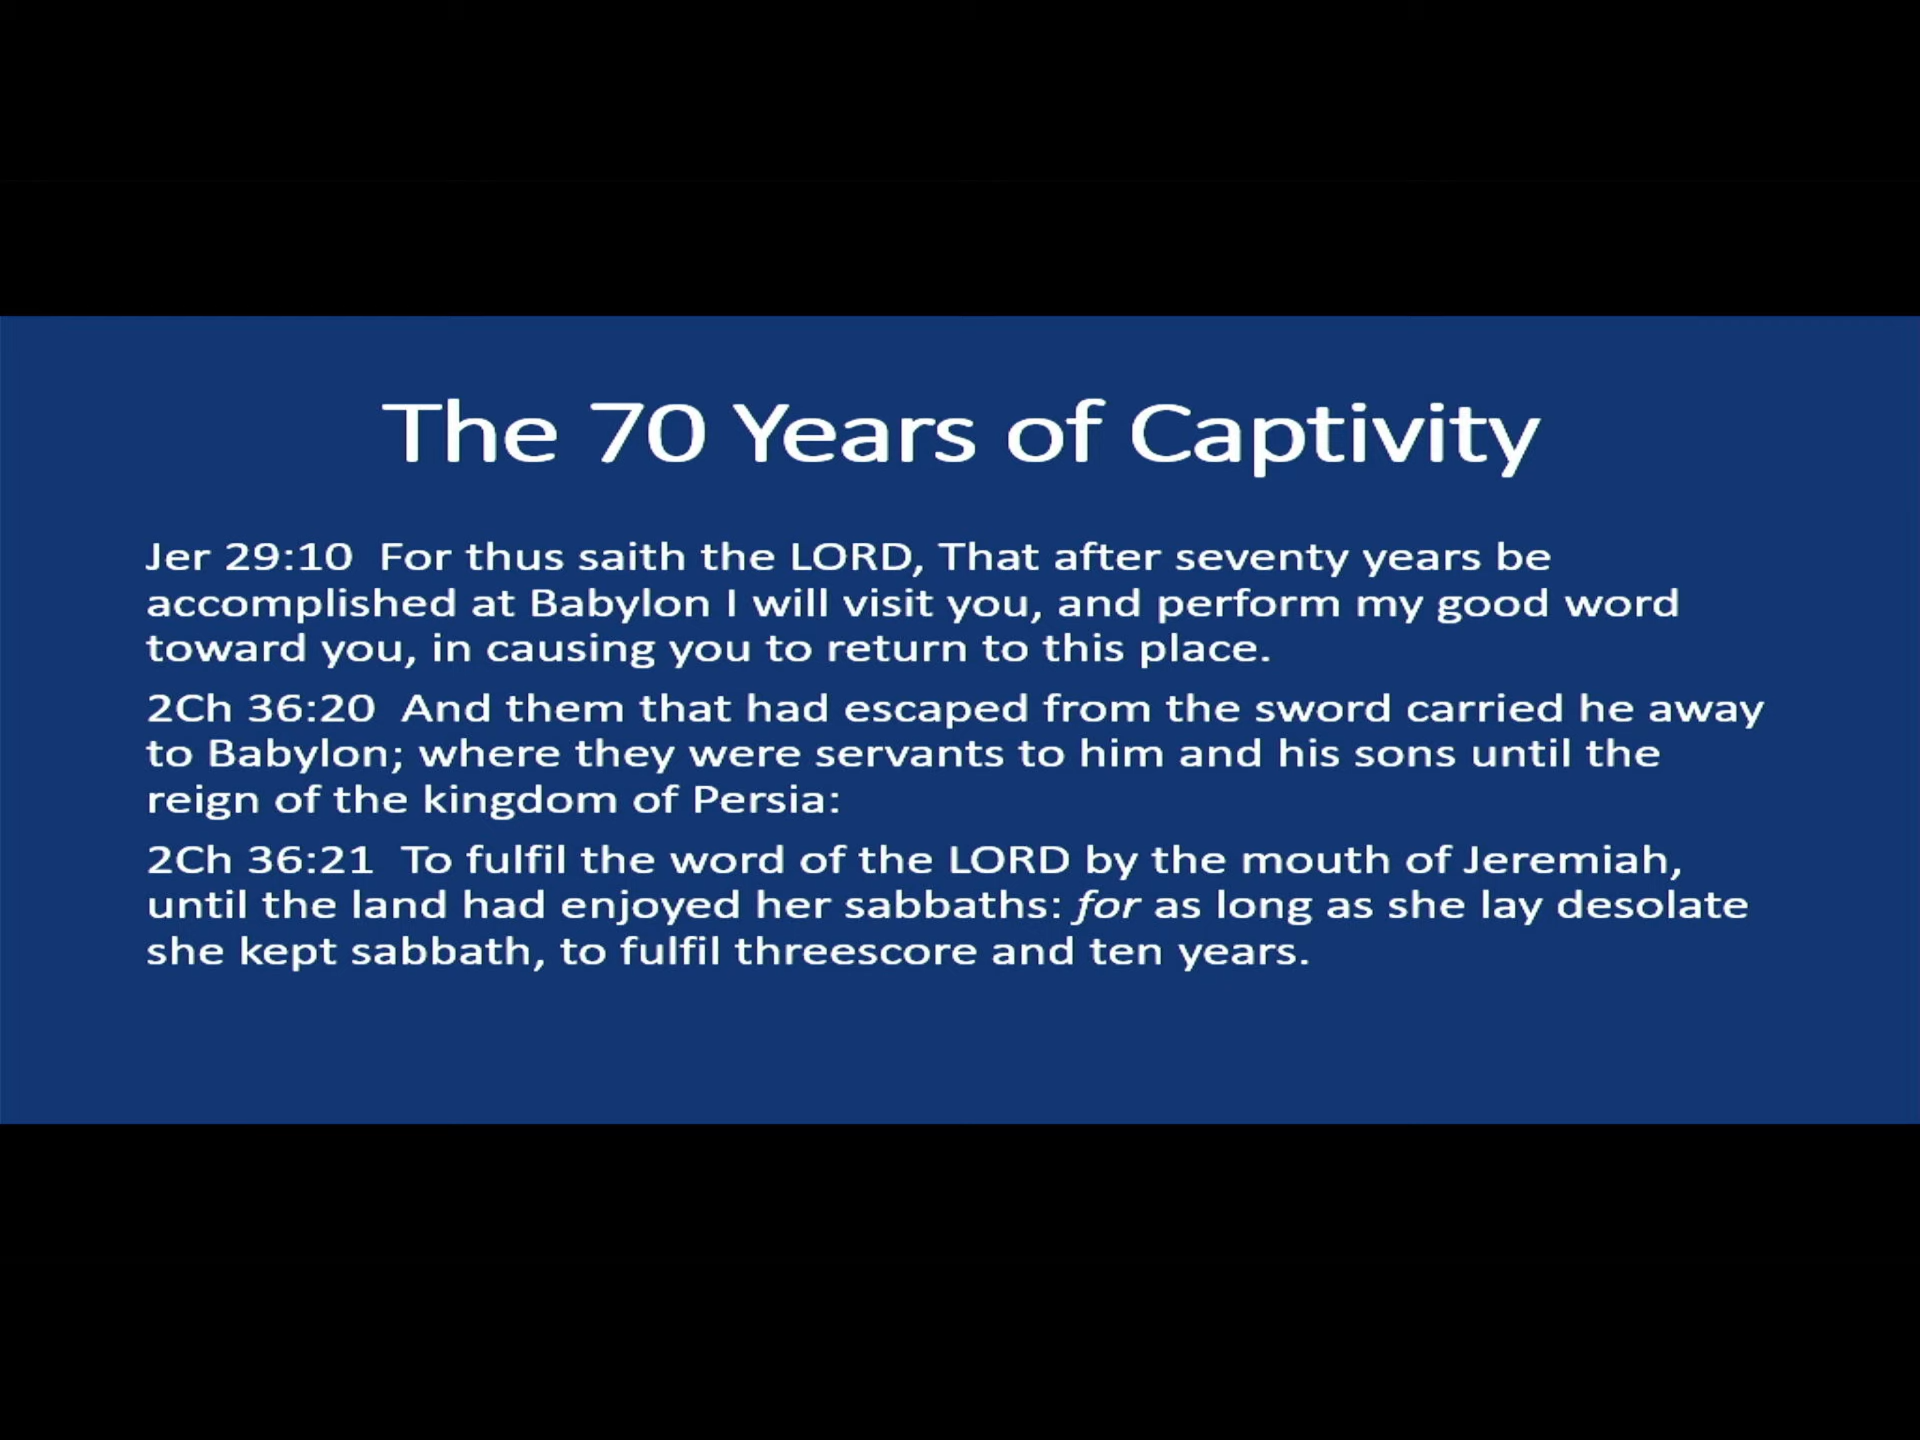 The 70 Years of Captivity
Jer 29:10  For thus saith the LORD, That after seventy years be
accomplished at Babylon I will visit you, and perform my good word
toward you, in causing you to return to this place.
2Ch 36:20  And them that had escaped from the sword carried he away
to Babylon; where they were servants to him and his sons until the
reign of the kingdom of Persia:
2Ch 36:21  To fulfil the word of the LORD by the mouth of Jeremiah,
until the land had enjoyed her sabbaths: for as long as she lay desolate
she kept sabbath, to fulfil threescore and ten years.